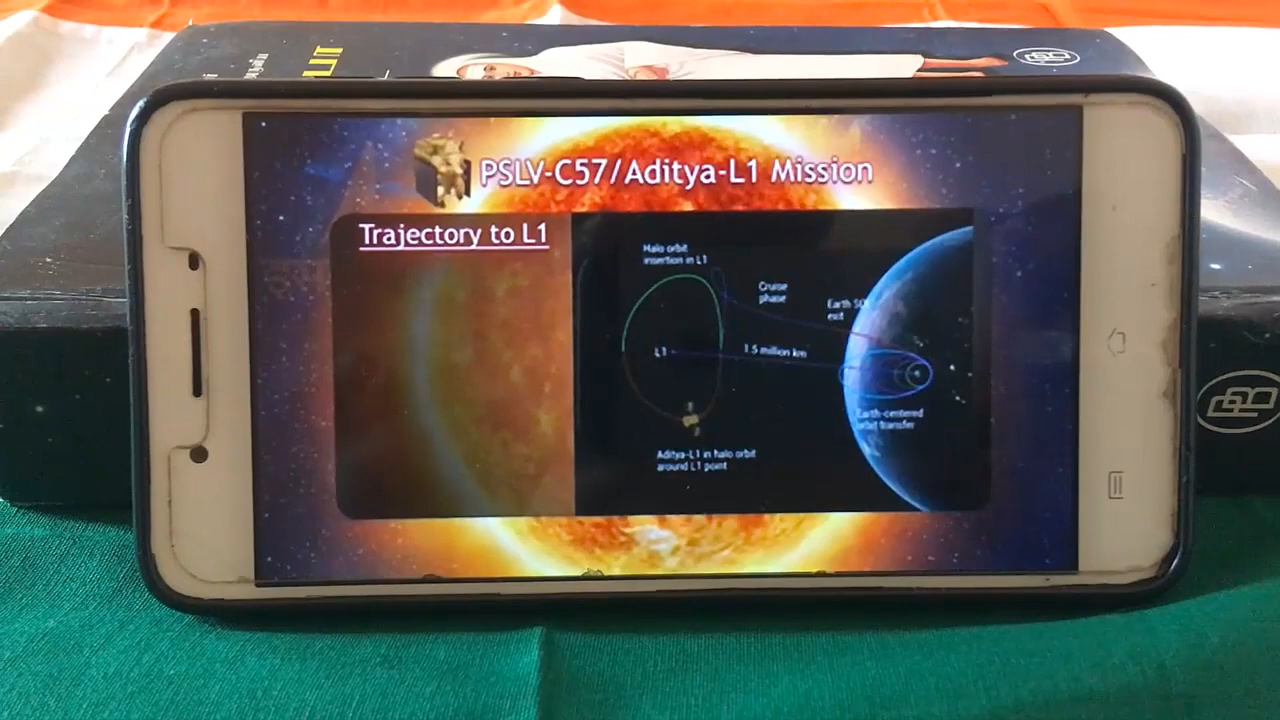 PSLV-C57/Aditya-L1 Mission
Trajectory to L1
Halo orbit
insertion in L1
Cruise
phase
Earth SOI
exit
L1
1.5 million km
Earth-centered
orbit transfer
Aditya-L1 in halo orbit
around L1 point